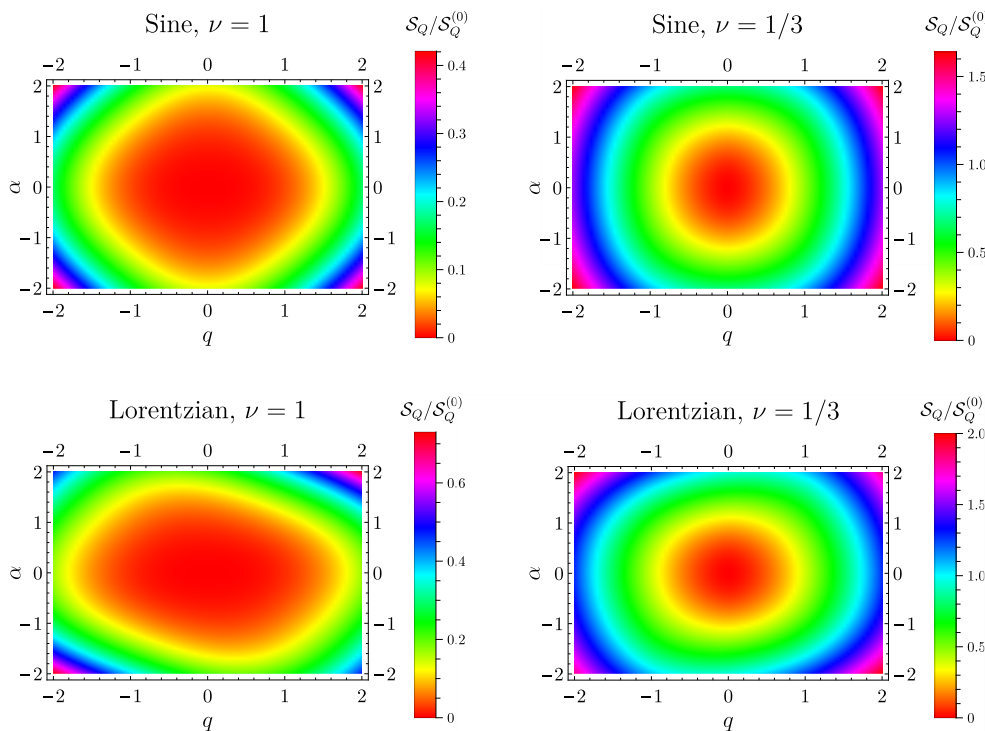 Sine, ν = 1
S_Q/S_Q^(0)
−2 −1 0 1 2
2 1 0 −1 −2
α
2 1 0 −1 −2
−2 −1 0 1 2
q
0.4 0.3 0.2 0.1 0
Sine, ν = 1/3
S_Q/S_Q^(0)
−2 −1 0 1 2
2 1 0 −1 −2
α
2 1 0 −1 −2
−2 −1 0 1 2
q
1.5 1.0 0.5 0
Lorentzian, ν = 1
S_Q/S_Q^(0)
−2 −1 0 1 2
2 1 0 −1 −2
α
2 1 0 −1 −2
−2 −1 0 1 2
q
0.6 0.4 0.2 0
Lorentzian, ν = 1/3
S_Q/S_Q^(0)
−2 −1 0 1 2
2 1 0 −1 −2
α
2 1 0 −1 −2
−2 −1 0 1 2
q
2.0 1.5 1.0 0.5 0